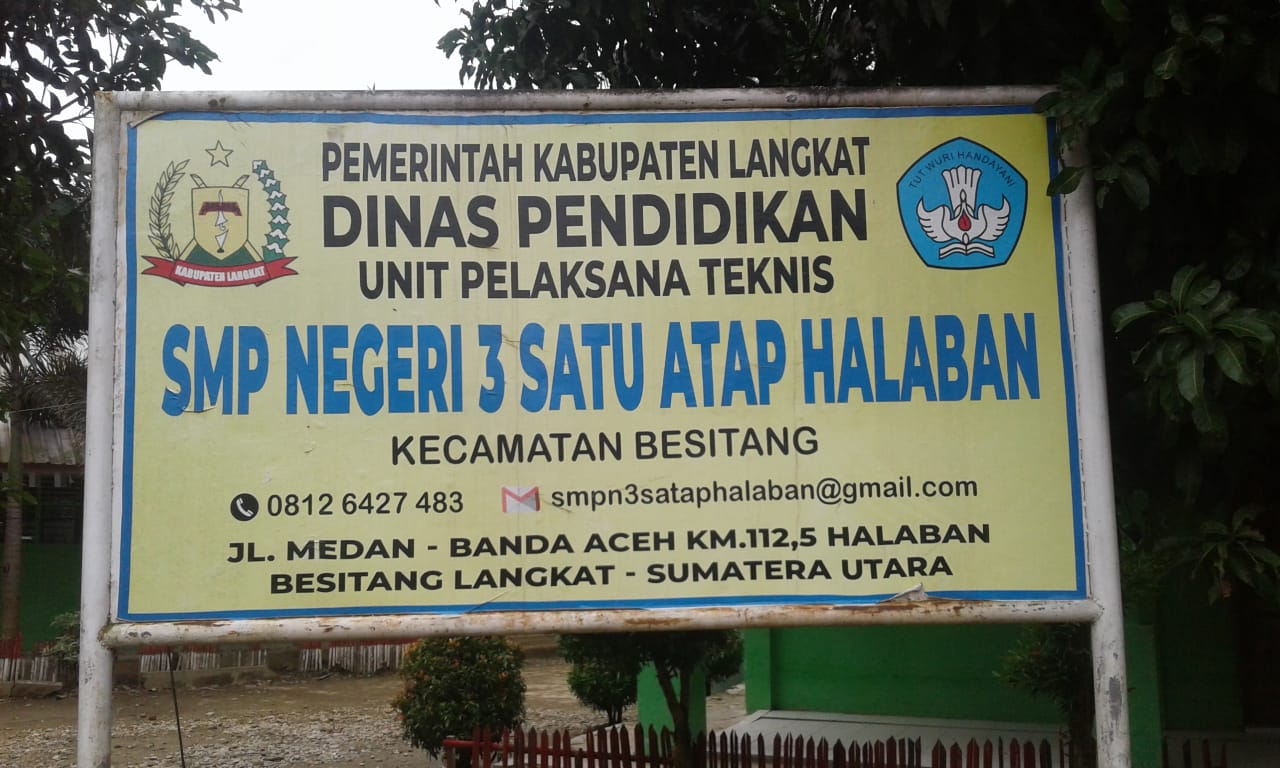 PEMERINTAH KABUPATEN LANGKAT
DINAS PENDIDIKAN
UNIT PELAKSANA TEKNIS
KABUPATEN LANGKAT
TUT WURI HANDAYANI
SMP NEGERI 3 SATU ATAP HALABAN
KECAMATAN BESITANG
0812 6427 483 smpn3sataphalaban@gmail.com
JL. MEDAN - BANDA ACEH KM.112,5 HALABAN
BESITANG LANGKAT - SUMATERA UTARA